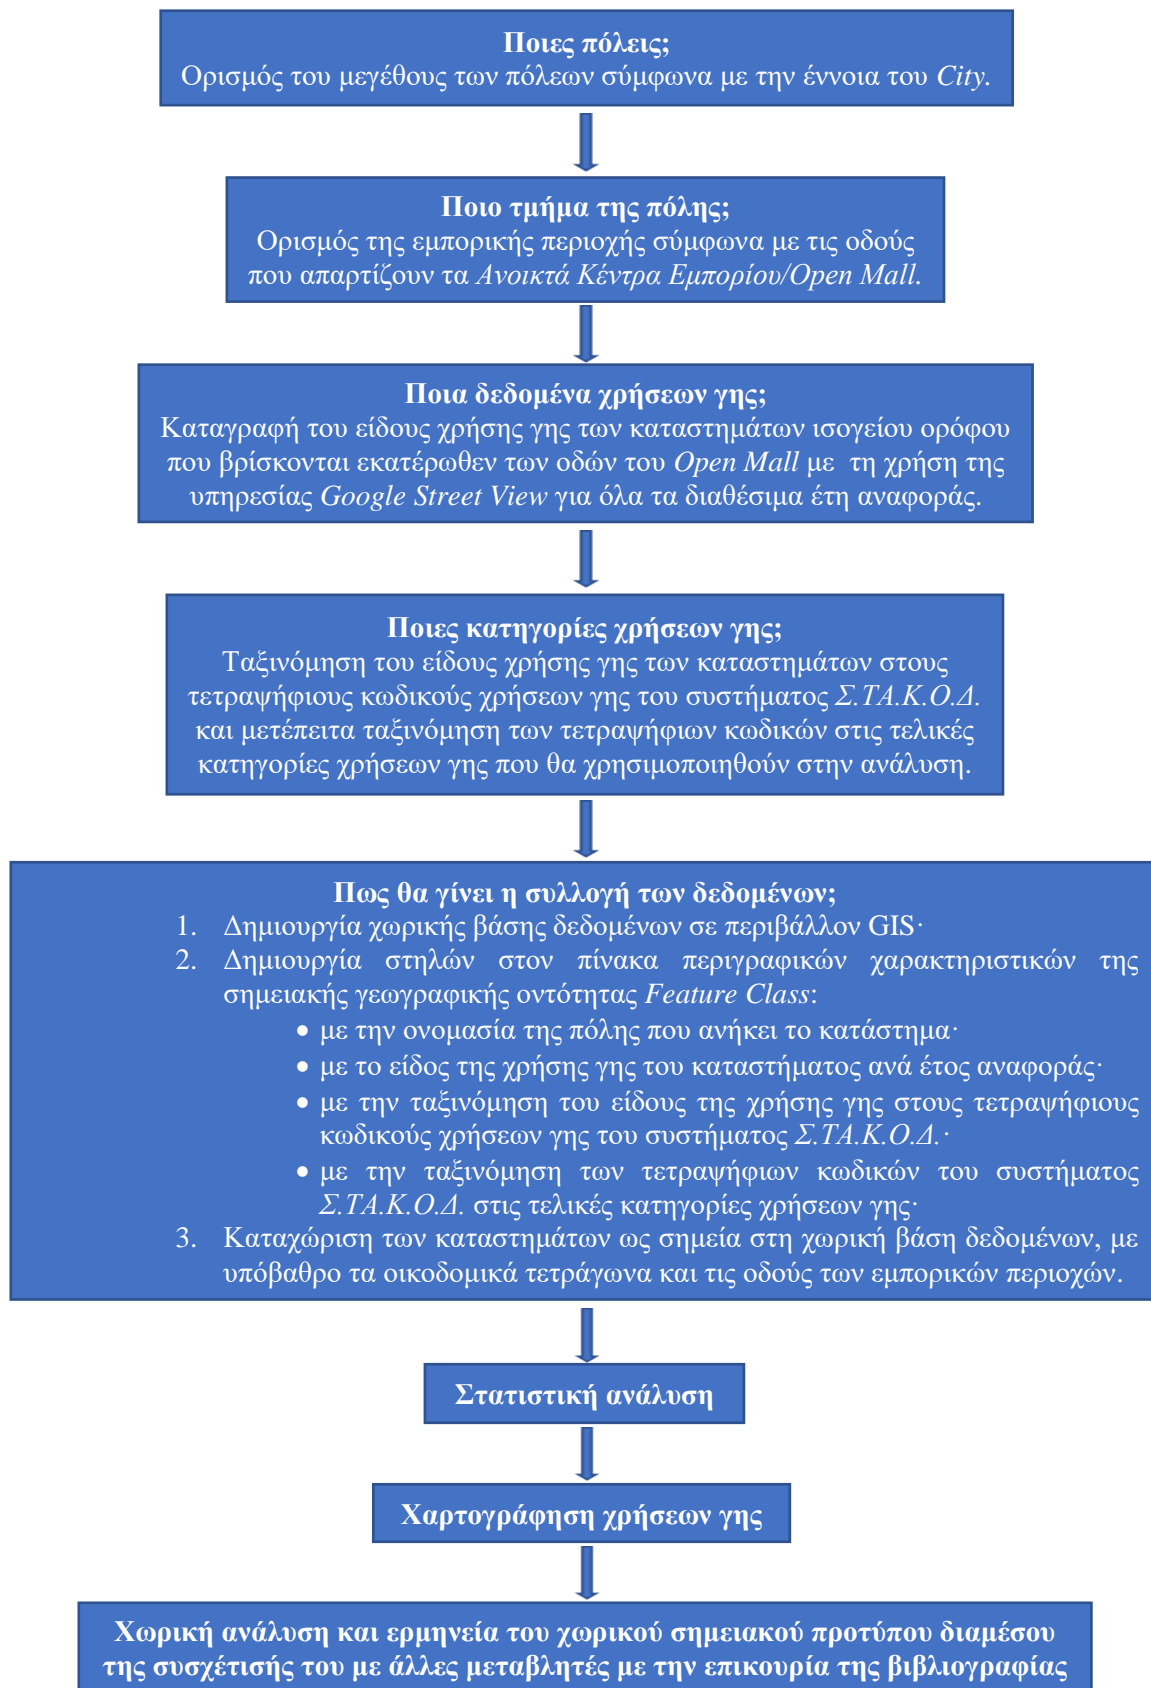 Ποιες πόλεις;
Ορισμός του μεγέθους των πόλεων σύμφωνα με την έννοια του City.
Ποιο τμήμα της πόλης;
Ορισμός της εμπορικής περιοχής σύμφωνα με τις οδούς
που απαρτίζουν τα Ανοικτά Κέντρα Εμπορίου/Open Mall.
Ποια δεδομένα χρήσεων γης;
Καταγραφή του είδους χρήσης γης των καταστημάτων ισογείου ορόφου
που βρίσκονται εκατέρωθεν των οδών του Open Mall με τη χρήση της
υπηρεσίας Google Street View για όλα τα διαθέσιμα έτη αναφοράς.
Ποιες κατηγορίες χρήσεων γης;
Ταξινόμηση του είδους χρήσης γης των καταστημάτων στους
τετραψήφιους κωδικούς χρήσεων γης του συστήματος Σ.ΤΑ.Κ.Ο.Δ.
και μετέπειτα ταξινόμηση των τετραψήφιων κωδικών στις τελικές
κατηγορίες χρήσεων γης που θα χρησιμοποιηθούν στην ανάλυση.
Πως θα γίνει η συλλογή των δεδομένων;
1. Δημιουργία χωρικής βάσης δεδομένων σε περιβάλλον GIS·
2. Δημιουργία στηλών στον πίνακα περιγραφικών χαρακτηριστικών της
σημειακής γεωγραφικής οντότητας Feature Class:
• με την ονομασία της πόλης που ανήκει το κατάστημα·
• με το είδος της χρήσης γης του καταστήματος ανά έτος αναφοράς·
• με την ταξινόμηση του είδους της χρήσης γης στους τετραψήφιους
κωδικούς χρήσεων γης του συστήματος Σ.ΤΑ.Κ.Ο.Δ.·
• με την ταξινόμηση των τετραψήφιων κωδικών του συστήματος
Σ.ΤΑ.Κ.Ο.Δ. στις τελικές κατηγορίες χρήσεων γης·
3. Καταχώριση των καταστημάτων ως σημεία στη χωρική βάση δεδομένων, με
υπόβαθρο τα οικοδομικά τετράγωνα και τις οδούς των εμπορικών περιοχών.
Στατιστική ανάλυση
Χαρτογράφηση χρήσεων γης
Χωρική ανάλυση και ερμηνεία του χωρικού σημειακού προτύπου διαμέσου
της συσχέτισής του με άλλες μεταβλητές με την επικουρία της βιβλιογραφίας